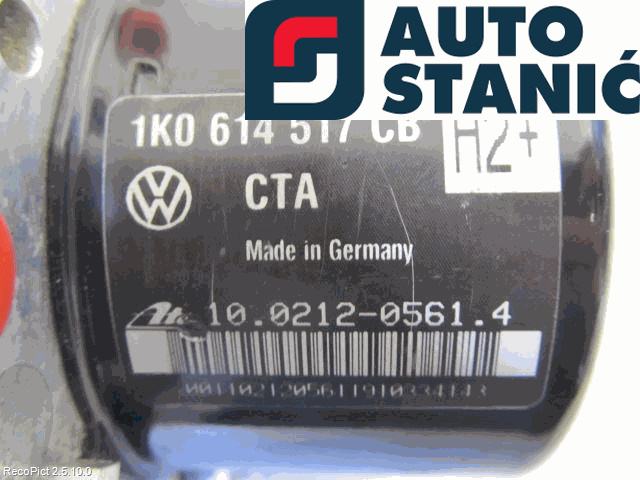 AUTO
STANIĆ
1K0 614 517 CB
H2+
CTA
Made in Germany
Ate 10.0212-0561.4
RecoPict 2.5.10.0